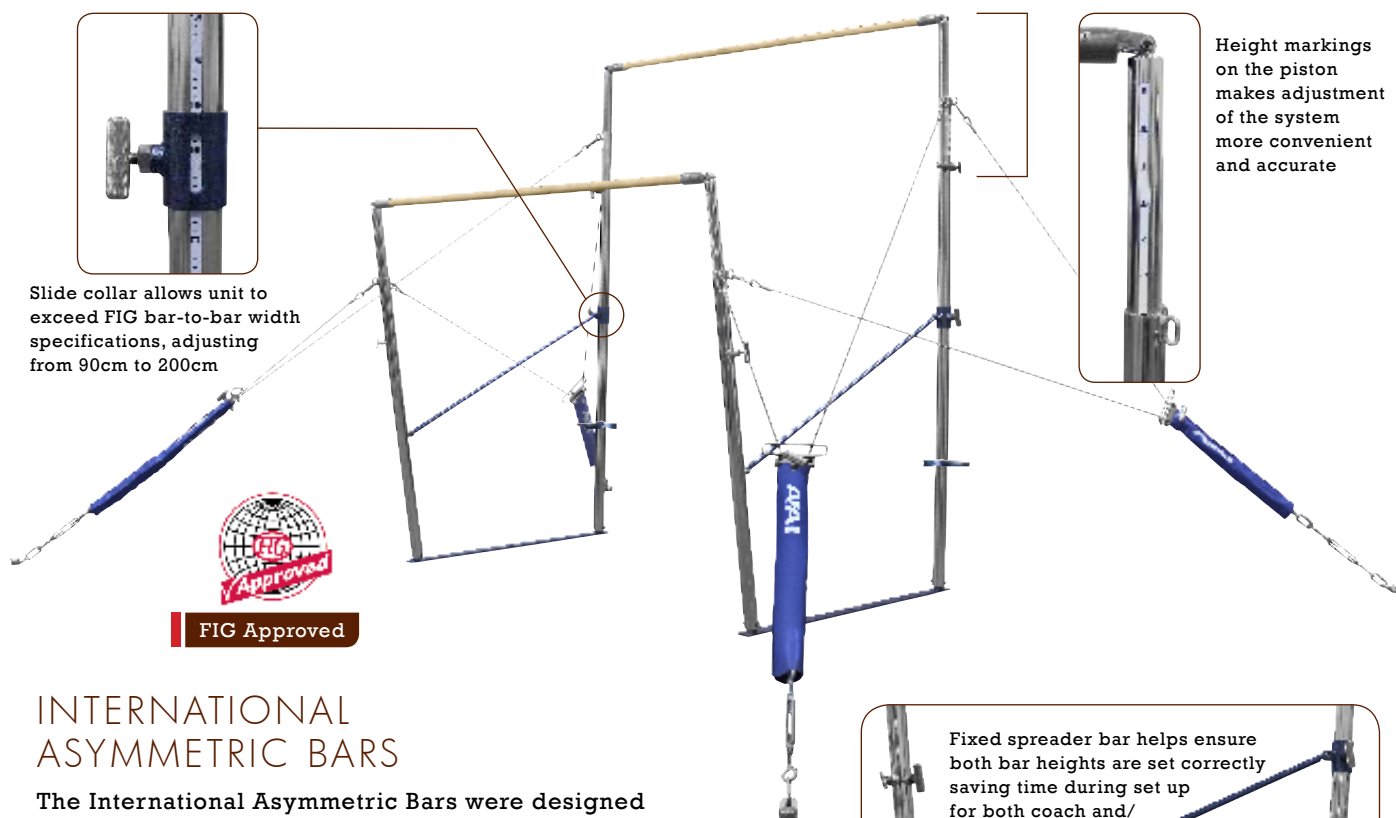 Height markings
on the piston
makes adjustment
of the system
more convenient
and accurate
Slide collar allows unit to
exceed FIG bar-to-bar width
specifications, adjusting
from 90cm to 200cm
FIG
Approved
FIG Approved
INTERNATIONAL
ASYMMETRIC BARS
The International Asymmetric Bars were designed
Fixed spreader bar helps ensure
both bar heights are set correctly
saving time during set up
for both coach and/